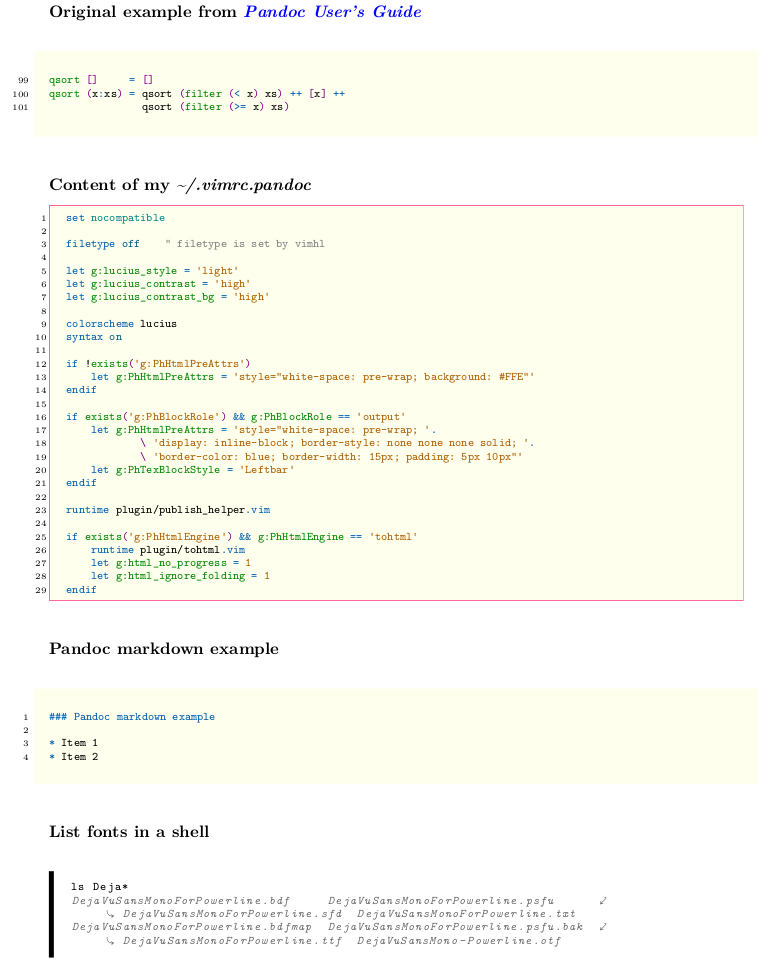 Original example from Pandoc User's Guide
99 qsort []     = []
100 qsort (x:xs) = qsort (filter (< x) xs) ++ [x] ++
101                qsort (filter (>= x) xs)
Content of my ~/.vimrc.pandoc
1 set nocompatible
2
3 filetype off    " filetype is set by vimhl
4
5 let g:lucius_style = 'light'
6 let g:lucius_contrast = 'high'
7 let g:lucius_contrast_bg = 'high'
8
9 colorscheme lucius
10 syntax on
11
12 if !exists('g:PhHtmlPreAttrs')
13     let g:PhHtmlPreAttrs = 'style="white-space: pre-wrap; background: #FFE"'
14 endif
15
16 if exists('g:PhBlockRole') && g:PhBlockRole == 'output'
17     let g:PhHtmlPreAttrs = 'style="white-space: pre-wrap; '.
18             \ 'display: inline-block; border-style: none none none solid; '.
19             \ 'border-color: blue; border-width: 15px; padding: 5px 10px"'
20     let g:PhTexBlockStyle = 'Leftbar'
21 endif
22
23 runtime plugin/publish_helper.vim
24
25 if exists('g:PhHtmlEngine') && g:PhHtmlEngine == 'tohtml'
26     runtime plugin/tohtml.vim
27     let g:html_no_progress = 1
28     let g:html_ignore_folding = 1
29 endif
Pandoc markdown example
1 ### Pandoc markdown example
2
3 * Item 1
4 * Item 2
List fonts in a shell
ls Deja*
DejaVuSansMonoForPowerline.bdf     DejaVuSansMonoForPowerline.psfu ↙
↳ DejaVuSansMonoForPowerline.sfd  DejaVuSansMonoForPowerline.txt
DejaVuSansMonoForPowerline.bdfmap  DejaVuSansMonoForPowerline.psfu.bak ↙
↳ DejaVuSansMonoForPowerline.ttf  DejaVuSansMono-Powerline.otf